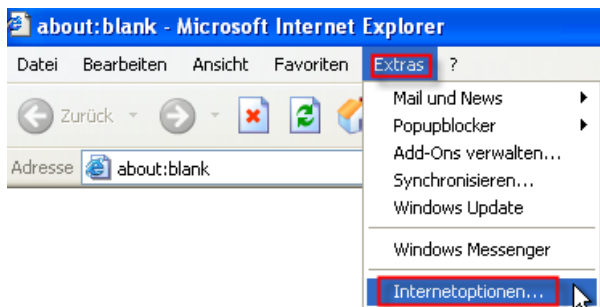 about:blank - Microsoft Internet Explorer
Datei Bearbeiten Ansicht Favoriten Extras ?
Zurück
Adresse about:blank
Mail und News
Popupblocker
Add-Ons verwalten...
Synchronisieren...
Windows Update
Windows Messenger
Internetoptionen...